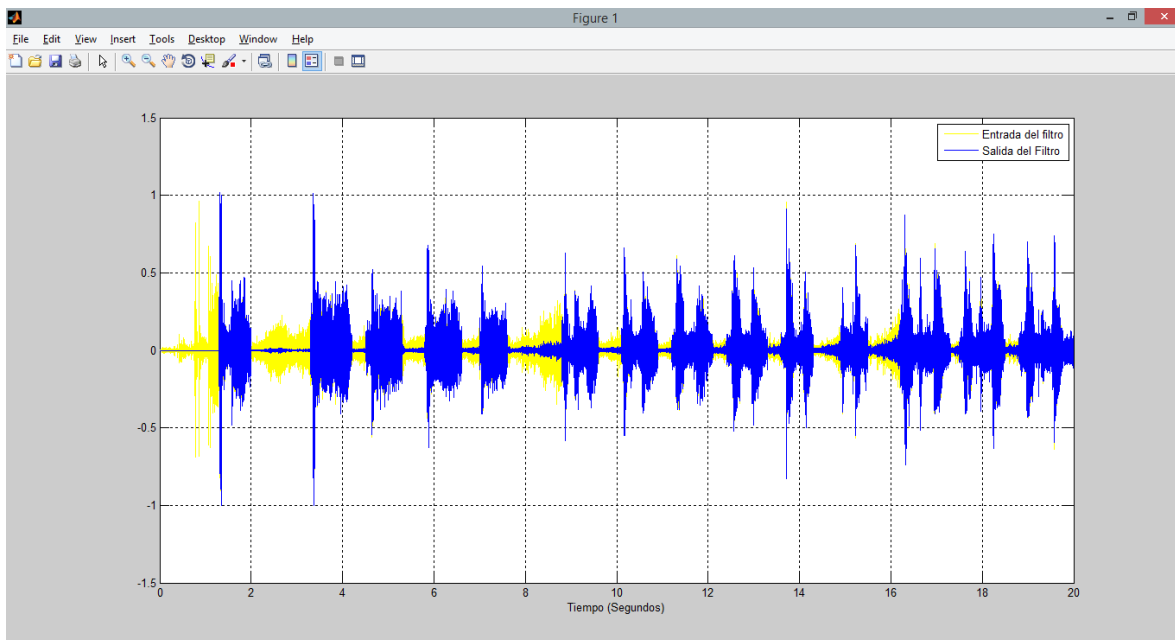 Figure 1
File Edit View Insert Tools Desktop Window Help
Entrada del filtro
Salida del Filtro
1.5
1
0.5
0
-0.5
-1
-1.5
0 2 4 6 8 10 12 14 16 18 20
Tiempo (Segundos)